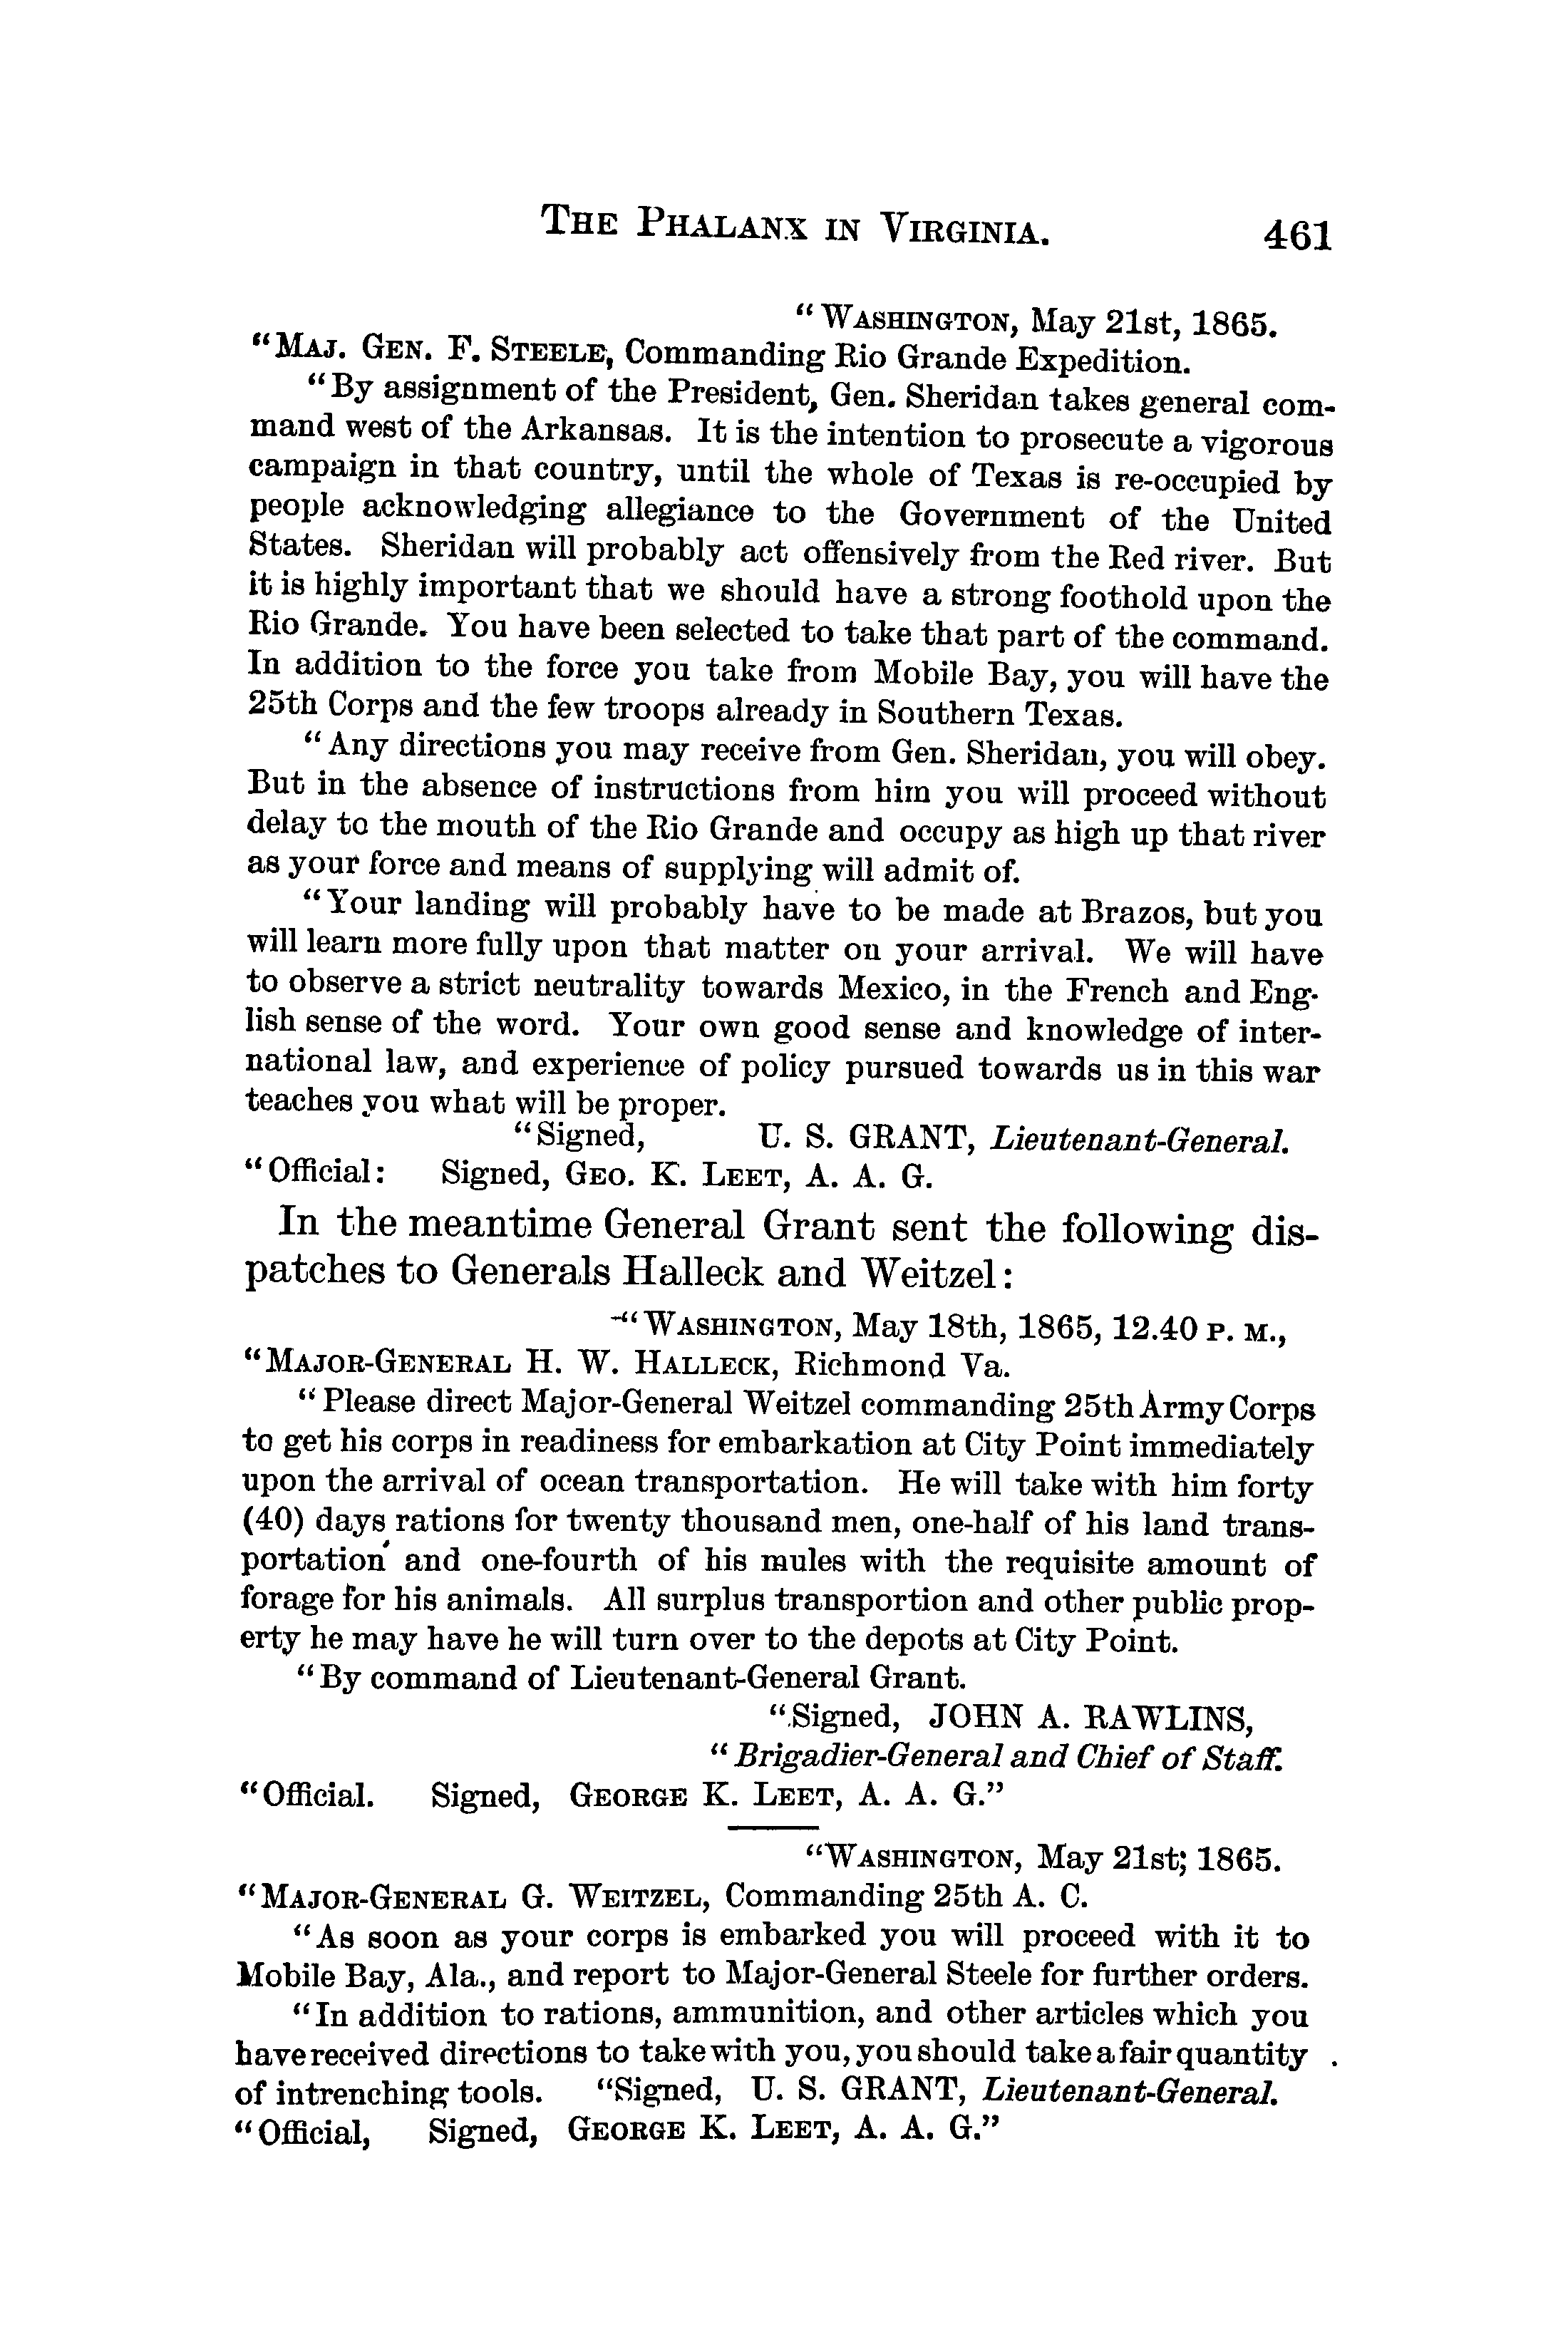 THE PHALANX IN VIRGINIA. 461
“WASHINGTON, May 21st, 1865.
“MAJ. GEN. F. STEELE, Commanding Rio Grande Expedition.
“By assignment of the President, Gen. Sheridan takes general com-
mand west of the Arkansas. It is the intention to prosecute a vigorous
campaign in that country, until the whole of Texas is re-occupied by
people acknowledging allegiance to the Government of the United
States. Sheridan will probably act offensively from the Red river. But
it is highly important that we should have a strong foothold upon the
Rio Grande. You have been selected to take that part of the command.
In addition to the force you take from Mobile Bay, you will have the
25th Corps and the few troops already in Southern Texas.
“Any directions you may receive from Gen. Sheridan, you will obey.
But in the absence of instructions from him you will proceed without
delay to the mouth of the Rio Grande and occupy as high up that river
as your force and means of supplying will admit of.
“Your landing will probably have to be made at Brazos, but you
will learn more fully upon that matter on your arrival. We will have
to observe a strict neutrality towards Mexico, in the French and Eng-
lish sense of the word. Your own good sense and knowledge of inter-
national law, and experience of policy pursued towards us in this war
teaches you what will be proper.
“Signed, U. S. GRANT, Lieutenant-General.
“Official: Signed, GEO. K. LEET, A. A. G.
In the meantime General Grant sent the following dis-
patches to Generals Halleck and Weitzel:
“WASHINGTON, May 18th, 1865, 12.40 P. M.,
“MAJOR-GENERAL H. W. HALLECK, Richmond Va.
“Please direct Major-General Weitzel commanding 25th Army Corps
to get his corps in readiness for embarkation at City Point immediately
upon the arrival of ocean transportation. He will take with him forty
(40) days rations for twenty thousand men, one-half of his land trans-
portation and one-fourth of his mules with the requisite amount of
forage for his animals. All surplus transportion and other public prop-
erty he may have he will turn over to the depots at City Point.
“By command of Lieutenant-General Grant.
“Signed, JOHN A. RAWLINS,
“Brigadier-General and Chief of Staff.
“Official. Signed, GEORGE K. LEET, A. A. G.”
“WASHINGTON, May 21st; 1865.
“MAJOR-GENERAL G. WEITZEL, Commanding 25th A. C.
“As soon as your corps is embarked you will proceed with it to
Mobile Bay, Ala., and report to Major-General Steele for further orders.
“In addition to rations, ammunition, and other articles which you
have received directions to take with you, you should take a fair quantity
of intrenching tools. “Signed, U. S. GRANT, Lieutenant-General.
“Official, Signed, GEORGE K. LEET, A. A. G.”